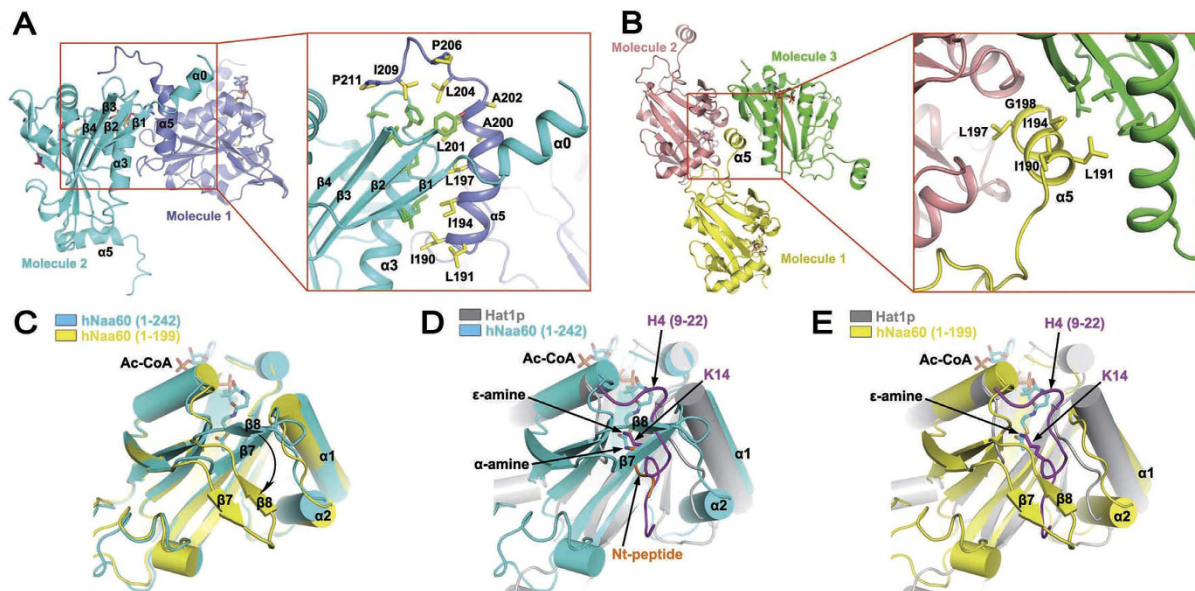 A
Molecule 2
Molecule 1
α0
α3
α5
α5
β1
β2
β3
β4
P206
I209
P211
L204
A202
A200
L201
L197
I194
I190
L191
α0
α5
α3
β1
β2
β3
β4
B
Molecule 2
Molecule 3
Molecule 1
α5
G198
I194
L197
I190
L191
α5
C
hNaa60 (1-242)
hNaa60 (1-199)
Ac-CoA
β8
β7
β7
β8
α1
α2
D
Hat1p
hNaa60 (1-242)
H4 (9-22)
Ac-CoA
K14
ε-amine
α-amine
β8
β7
α1
α2
Nt-peptide
E
Hat1p
hNaa60 (1-199)
H4 (9-22)
Ac-CoA
K14
ε-amine
β7
β8
α1
α2